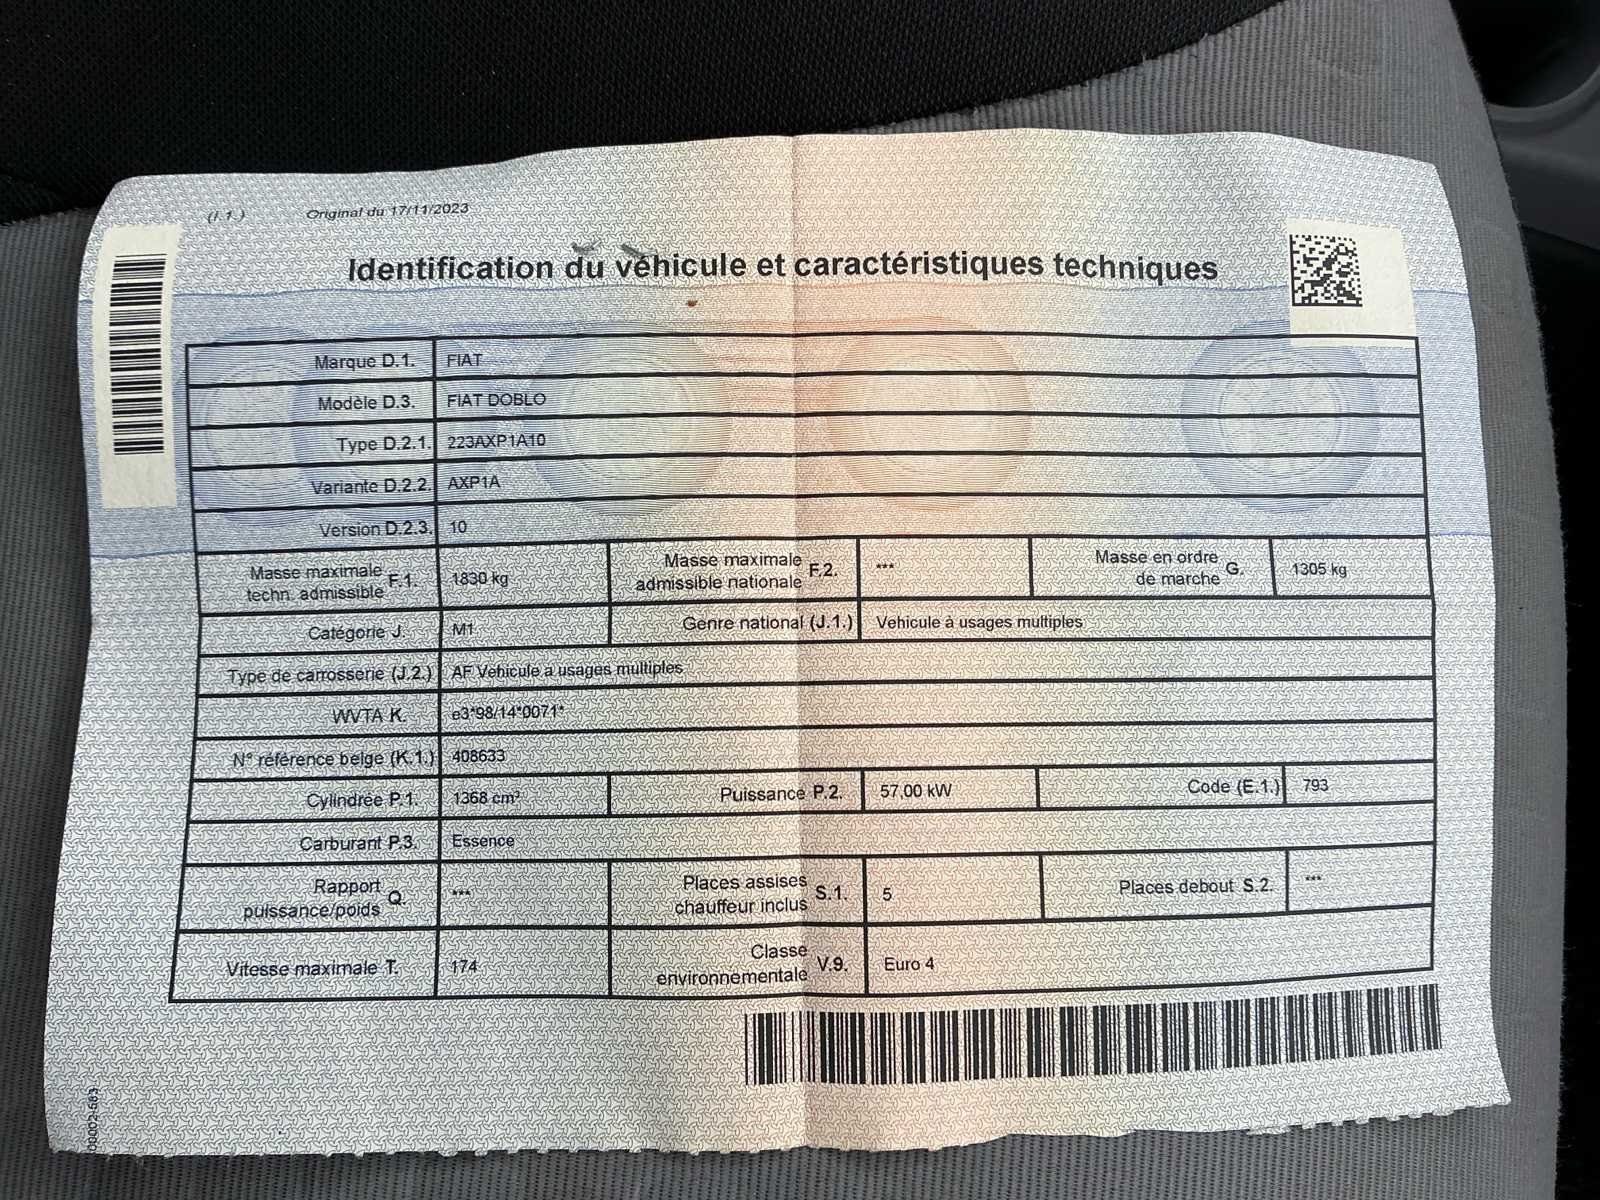 (I.1.) Original du 17/11/2023
Identification du véhicule et caractéristiques techniques
Marque D.1. FIAT
Modèle D.3. FIAT DOBLO
Type D.2.1. 223AXP1A10
Variante D.2.2. AXP1A
Version D.2.3. 10
Masse maximale techn. admissible F.1. 1830 kg Masse maximale admissible nationale F.2. *** Masse en ordre de marche G. 1305 kg
Catégorie J. M1 Genre national (J.1.) Vehicule à usages multiples
Type de carrosserie (J.2.) AF Vehicule a usages multiples
WVTA K. e3*98/14*0071*
N° référence belge (K.1.) 408633
Cylindrée P.1. 1368 cm³ Puissance P.2. 57,00 kW Code (E.1.) 793
Carburant P.3. Essence
Rapport puissance/poids Q. *** Places assises chauffeur inclus S.1. 5 Places debout S.2. ***
Vitesse maximale T. 174 Classe environnementale V.9. Euro 4
00002-583